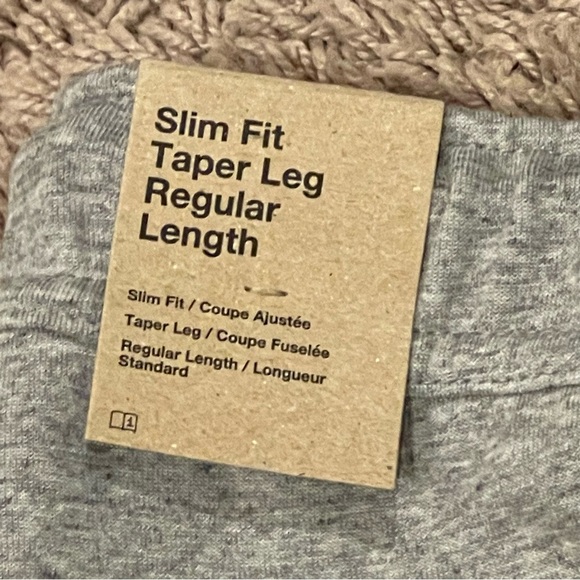 Slim Fit
Taper Leg
Regular
Length
Slim Fit / Coupe Ajustée
Taper Leg / Coupe Fuselée
Regular Length / Longueur
Standard
i